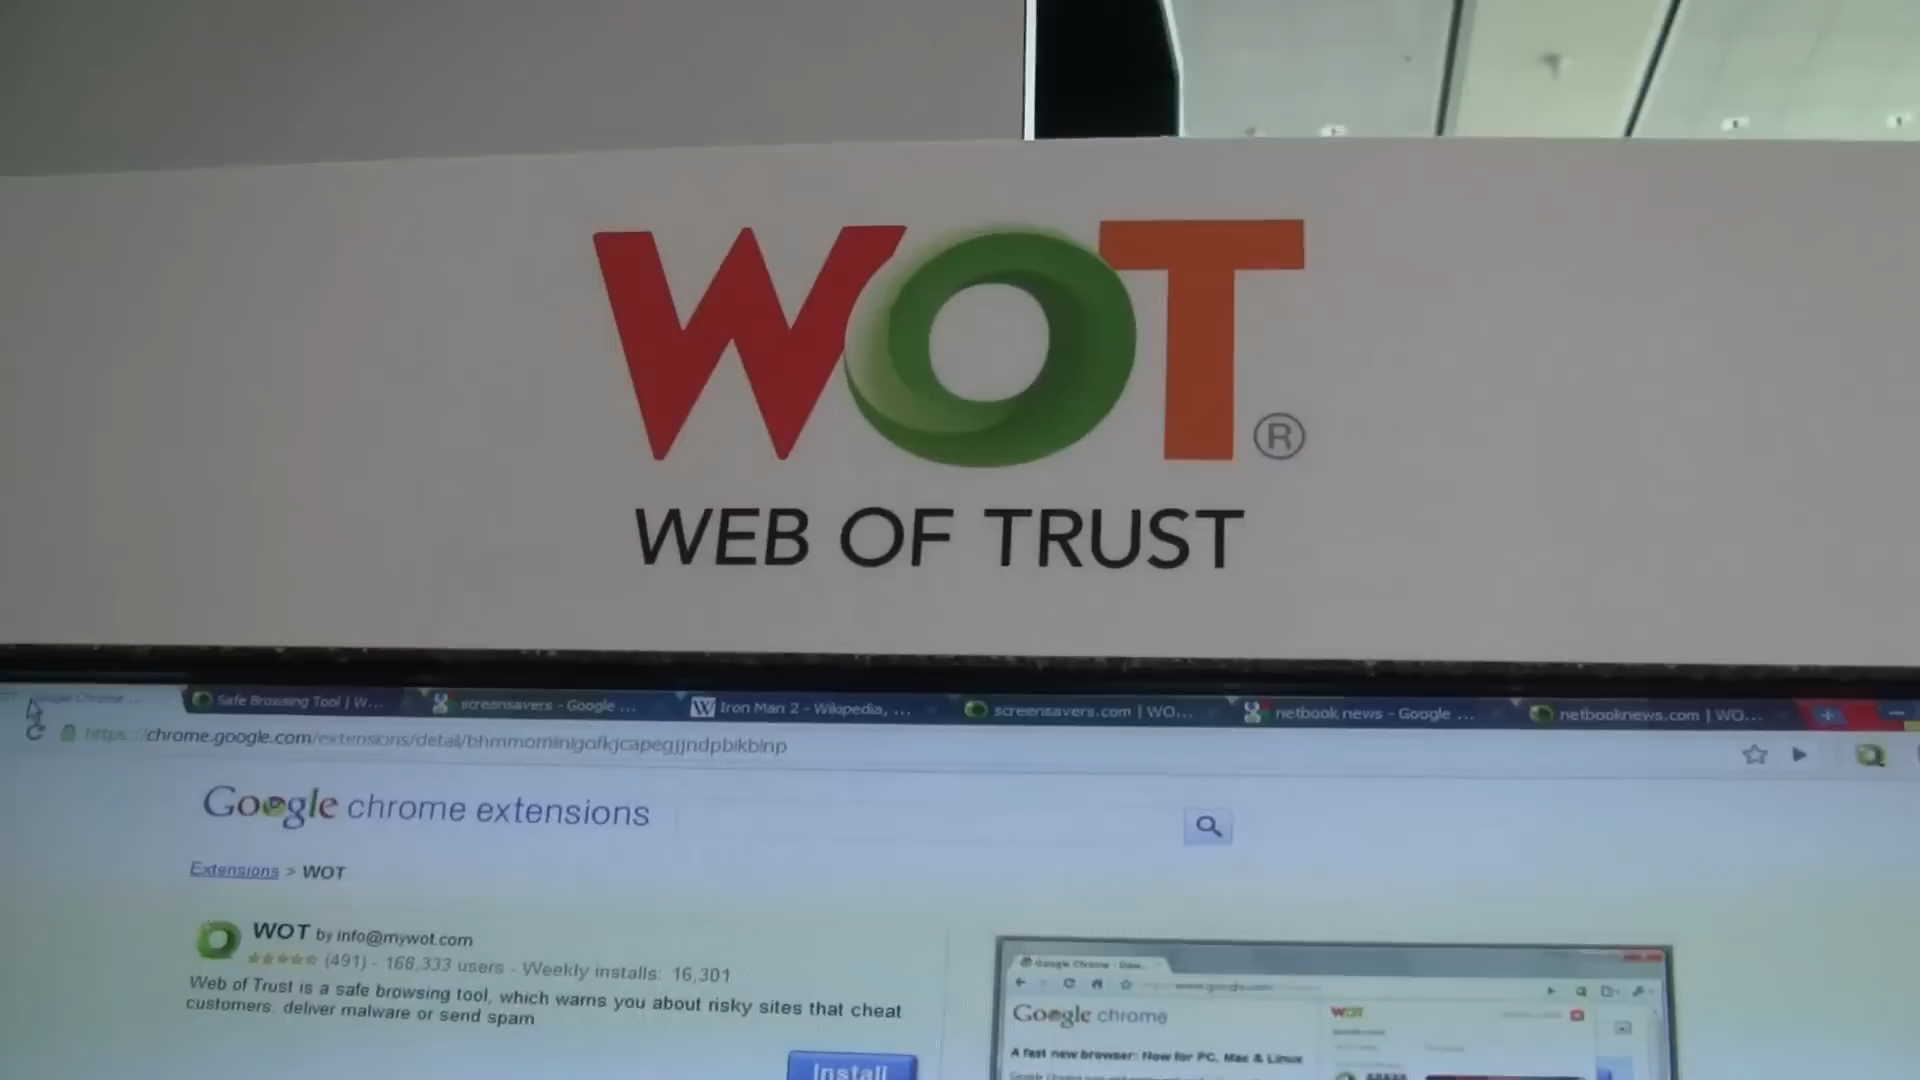 WOT®
WEB OF TRUST
Safe Browsing Tool | W...
screensavers - Google ...
Iron Man 2 - Wikipedia, ...
screensavers.com | WO...
netbook news - Google ...
netbooknews.com | WO...
https://chrome.google.com/extensions/detail/bhmmomiinigofkjcapegjjndpbikblnp
Google chrome extensions
Extensions > WOT
WOT by info@mywot.com
(491) - 168,333 users - Weekly installs: 16,301
Web of Trust is a safe browsing tool, which warns you about risky sites that cheat
customers, deliver malware or send spam
Install
Google chrome
WOT
A fast new browser: Now for PC, Mac & Linux